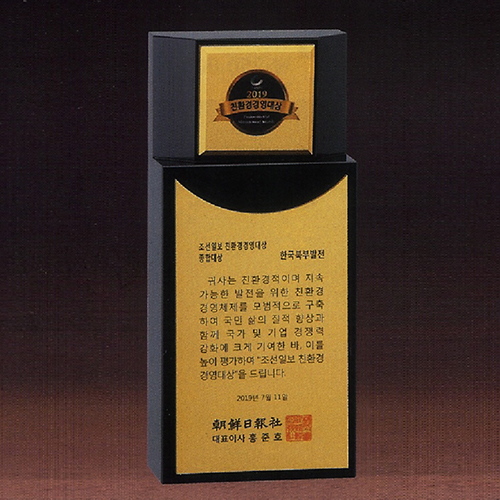 2019
친환경경영대상
조선일보 친환경경영대상
종합대상 한국북부발전
귀사는 친환경적이며 지속
가능한 발전을 위한 친환경
경영체제를 모범적으로 구축
하여 국민 삶의 질적 향상과
함께 국가 및 기업 경쟁력
강화에 크게 기여한 바, 이를
높이 평가하여 "조선일보 친환경
경영대상"을 드립니다.
2019년 7월 11일
朝鮮日報社
대표이사 홍준호